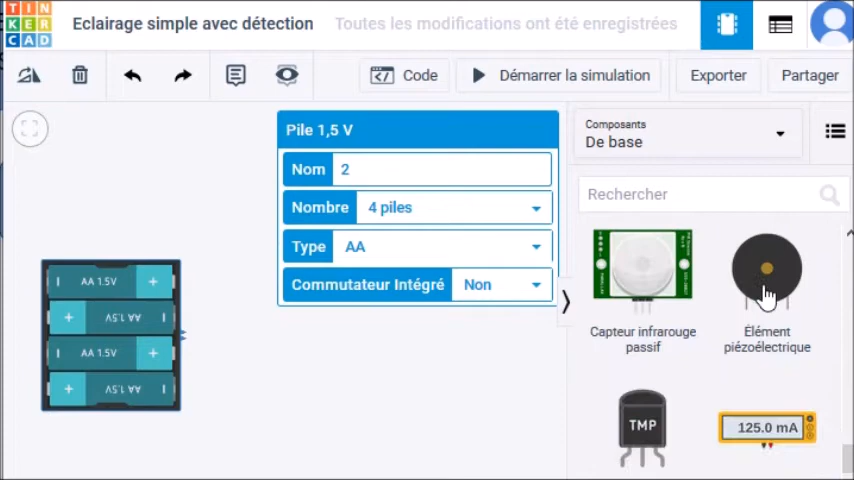 TIN
KER
CAD
Eclairage simple avec détection
Toutes les modifications ont été enregistrées
Code
Démarrer la simulation
Exporter
Partager
Pile 1,5 V
Nom 2
Nombre 4 piles
Type AA
Commutateur Intégré Non
Composants
De base
Rechercher
AA 1.5V +
+ AA 1.5V
AA 1.5V +
+ AA 1.5V
Capteur infrarouge
passif
Élément
piézoélectrique
TMP
125.0 mA